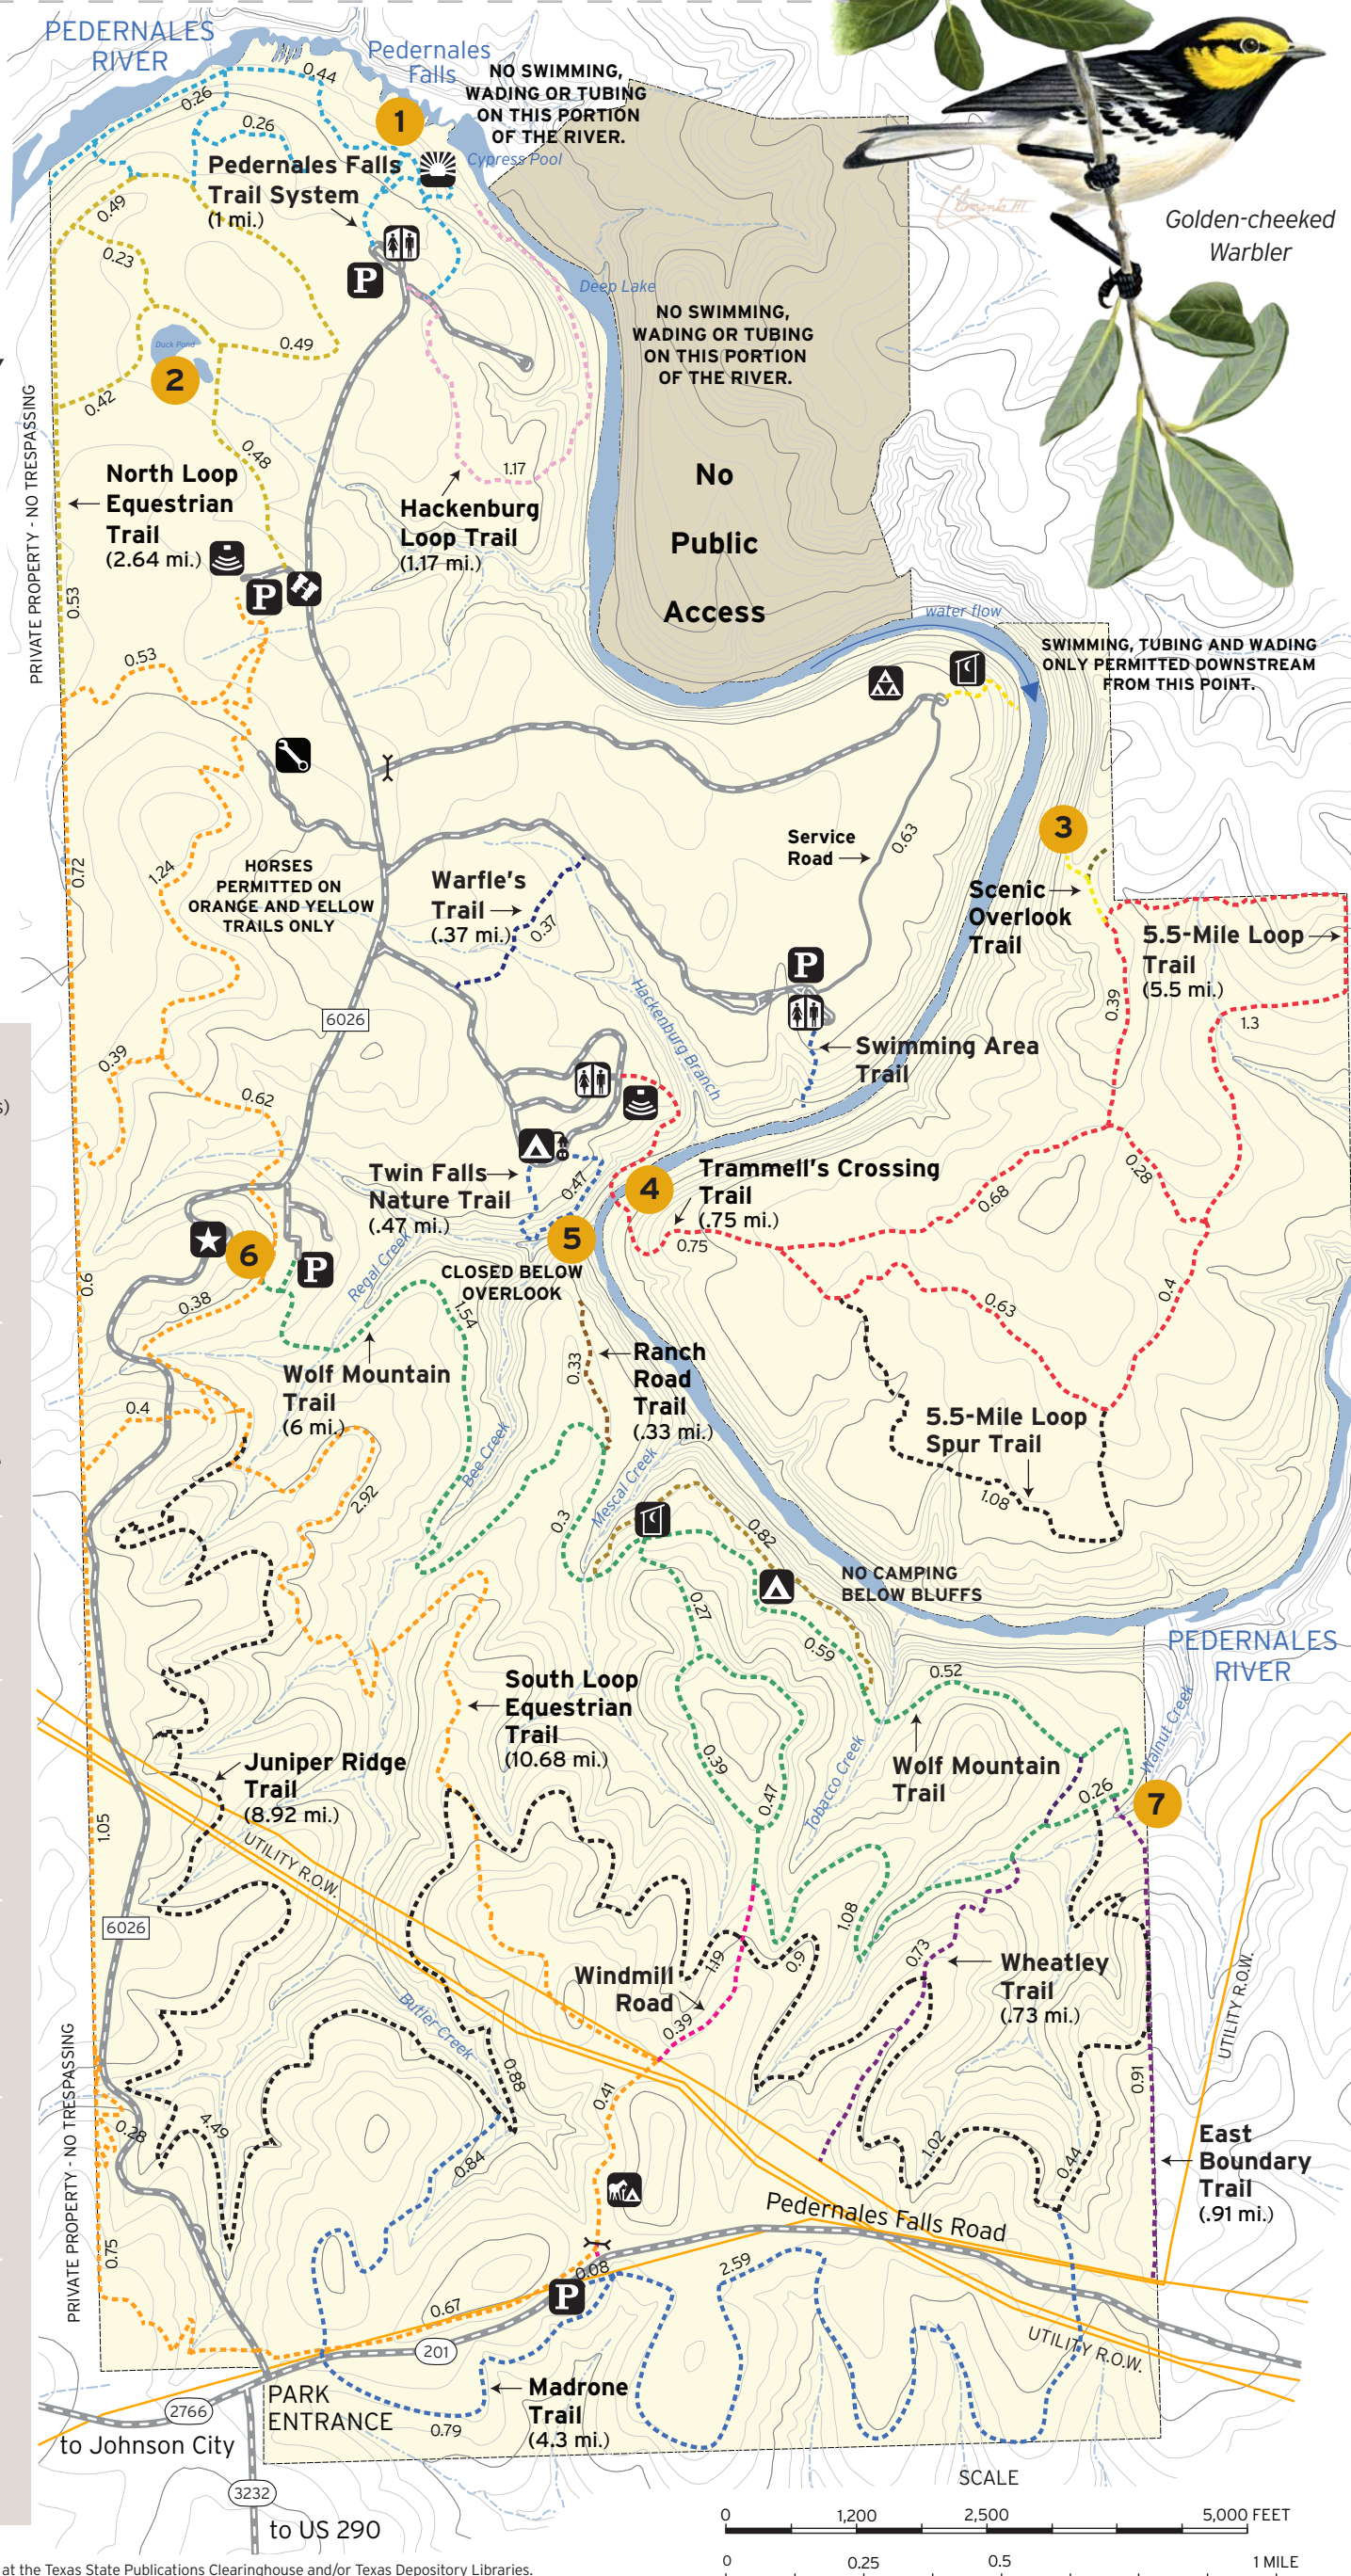 PEDERNALES
RIVER
Pedernales
Falls
NO SWIMMING,
WADING OR TUBING
ON THIS PORTION
OF THE RIVER.
Cypress Pool
0.44
0.26
0.26
1
Pedernales Falls
Trail System
(1 mi.)
P
0.49
0.23
Golden-cheeked
Warbler
Deep Lake
NO SWIMMING,
WADING OR TUBING
ON THIS PORTION
OF THE RIVER.
Duck Pond
2
0.49
0.42
0.48
1.17
PRIVATE PROPERTY - NO TRESPASSING
North Loop
Equestrian
Trail
(2.64 mi.)
Hackenburg
Loop Trail
(1.17 mi.)
No
Public
Access
P
0.53
0.53
water flow
SWIMMING, TUBING AND WADING
ONLY PERMITTED DOWNSTREAM
FROM THIS POINT.
0.72
1.24
HORSES
PERMITTED ON
ORANGE AND YELLOW
TRAILS ONLY
Warfle's
Trail
(.37 mi.)
0.37
Service
Road
0.63
3
Scenic
Overlook
Trail
5.5-Mile Loop
Trail
(5.5 mi.)
0.39
1.3
P
6026
Hackenburg Branch
Swimming Area
Trail
0.39
0.62
s)
Twin Falls
Nature Trail
(.47 mi.)
0.47
4
Trammell's Crossing
Trail
(.75 mi.)
0.75
0.68
0.28
5
CLOSED BELOW
OVERLOOK
6
P
Regal Creek
0.6
0.38
1.54
0.63
0.4
Wolf Mountain
Trail
(6 mi.)
0.33
Ranch
Road
Trail
(.33 mi.)
0.4
5.5-Mile Loop
Spur Trail
1.08
2.92
Bee Creek
0.3
Mescal Creek
0.82
NO CAMPING
BELOW BLUFFS
0.27
0.59
PEDERNALES
RIVER
0.52
South Loop
Equestrian
Trail
(10.68 mi.)
Walnut Creek
Juniper Ridge
Trail
(8.92 mi.)
0.39
0.47
Tobacco Creek
Wolf Mountain
Trail
0.26
7
1.05
UTILITY R.O.W.
6026
1.08
1.19
0.9
0.73
Wheatley
Trail
(.73 mi.)
Windmill
Road
0.39
UTILITY R.O.W.
Butler Creek
0.88
0.41
0.91
PRIVATE PROPERTY - NO TRESPASSING
0.28
4.49
0.84
1.02
0.44
East
Boundary
Trail
(.91 mi.)
Pedernales Falls Road
0.75
0.08
P
2.59
0.67
201
UTILITY R.O.W.
PARK
ENTRANCE
Madrone
Trail
(4.3 mi.)
0.79
2766
to Johnson City
3232
to US 290
SCALE
0 1,200 2,500 5,000 FEET
0 0.25 0.5 1 MILE
at the Texas State Publications Clearinghouse and/or Texas Depository Libraries.